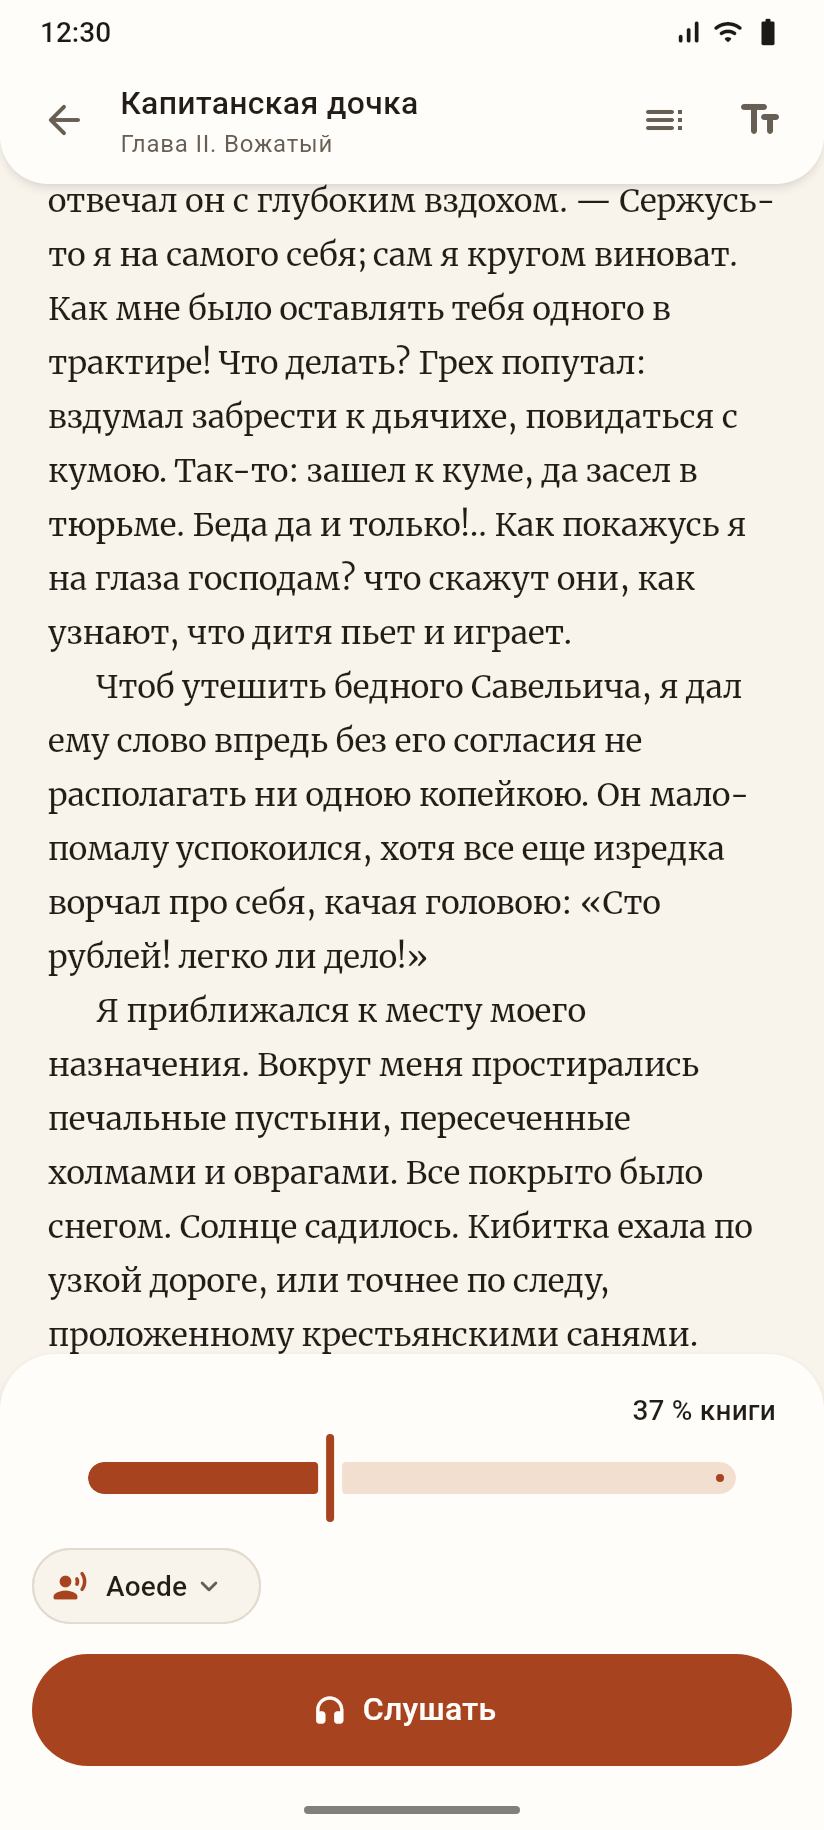 12:30
Капитанская дочка
Глава II. Вожатый
отвечал он с глубоким вздохом. — Сержусь-
то я на самого себя; сам я кругом виноват.
Как мне было оставлять тебя одного в
трактире! Что делать? Грех попутал:
вздумал забрести к дьячихе, повидаться с
кумою. Так-то: зашел к куме, да засел в
тюрьме. Беда да и только!.. Как покажусь я
на глаза господам? что скажут они, как
узнают, что дитя пьет и играет.
Чтоб утешить бедного Савельича, я дал
ему слово впредь без его согласия не
располагать ни одною копейкою. Он мало-
помалу успокоился, хотя все еще изредка
ворчал про себя, качая головою: «Сто
рублей! легко ли дело!»
Я приближался к месту моего
назначения. Вокруг меня простирались
печальные пустыни, пересеченные
холмами и оврагами. Все покрыто было
снегом. Солнце садилось. Кибитка ехала по
узкой дороге, или точнее по следу,
проложенному крестьянскими санями.
37 % книги
Aoede
Слушать